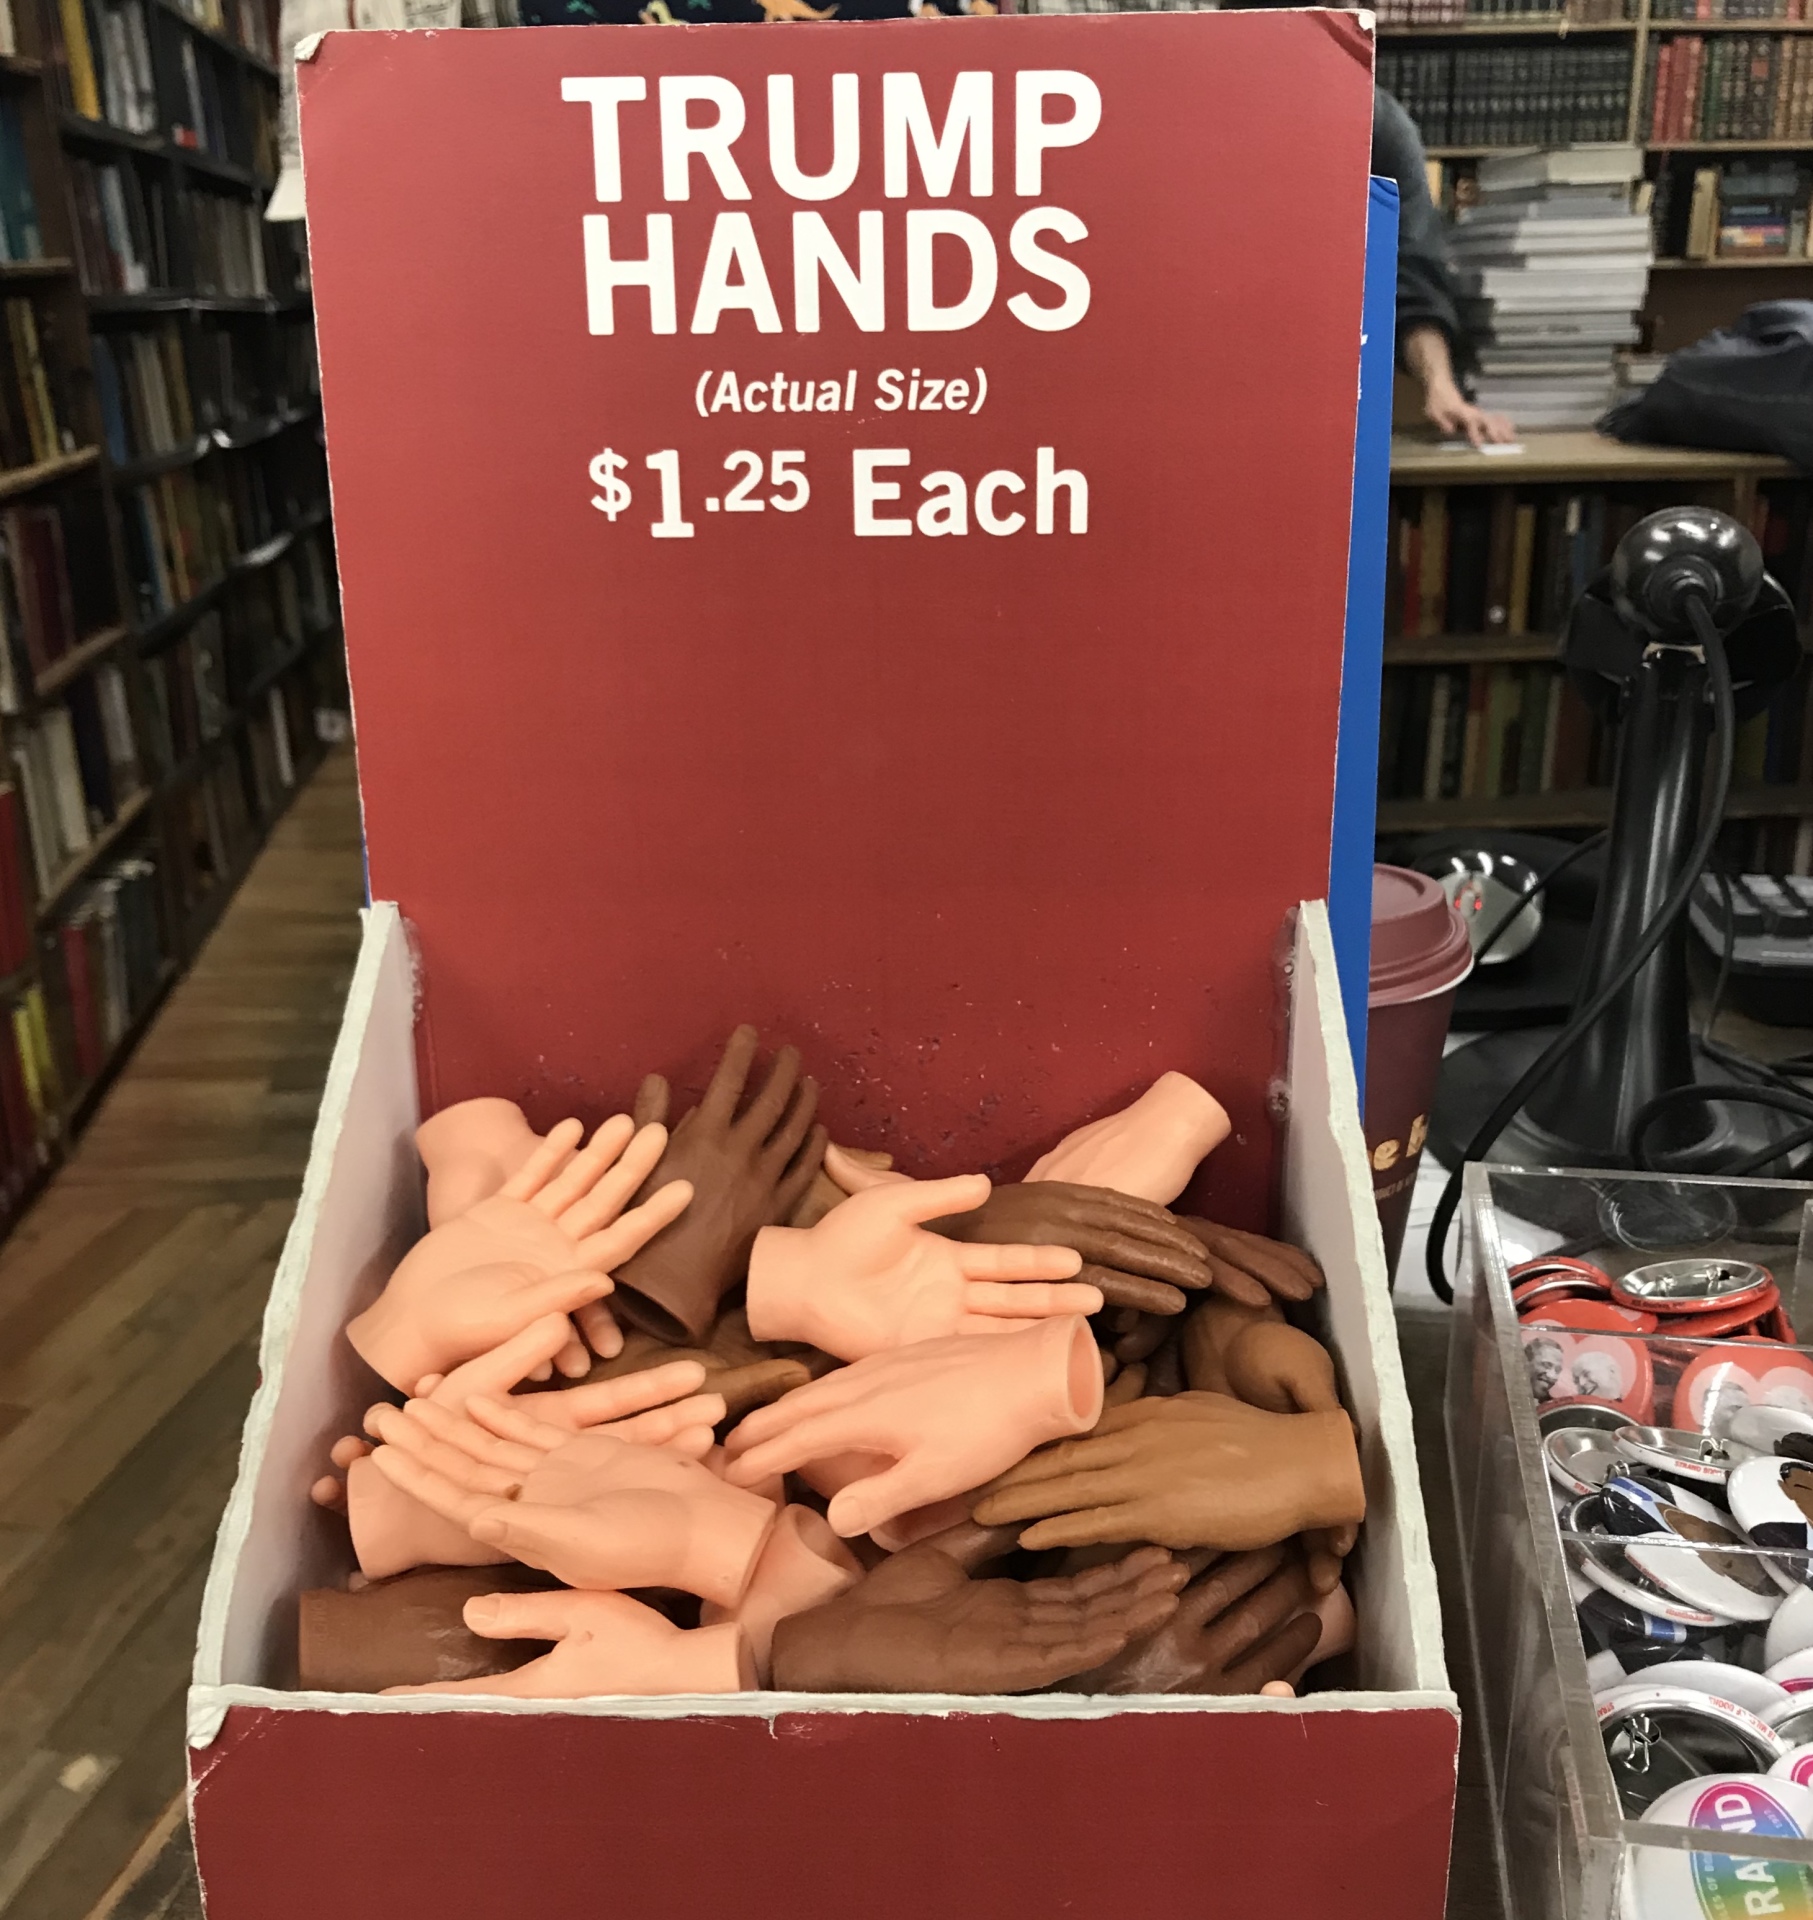 TRUMP
HANDS
(Actual Size)
$1.25 Each